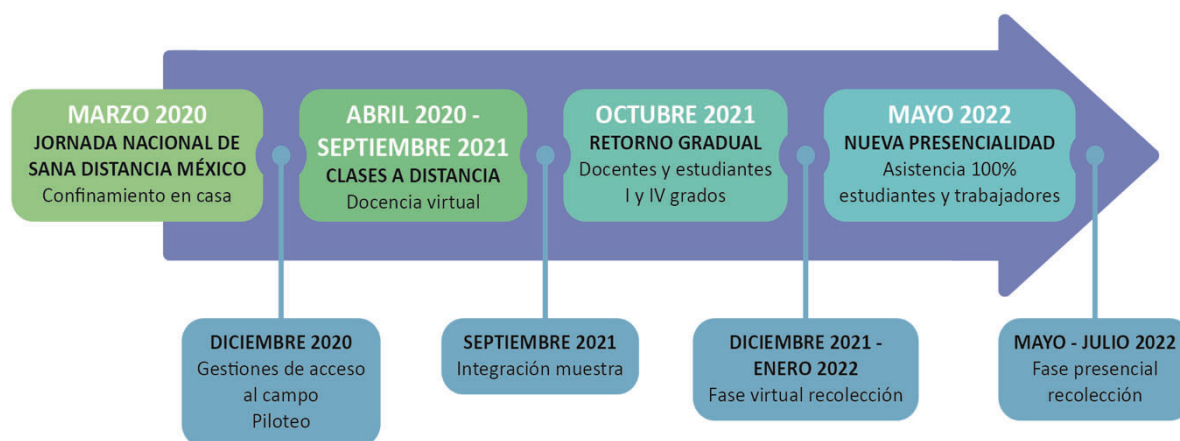 MARZO 2020
JORNADA NACIONAL DE
SANA DISTANCIA MÉXICO
Confinamiento en casa
ABRIL 2020 -
SEPTIEMBRE 2021
CLASES A DISTANCIA
Docencia virtual
OCTUBRE 2021
RETORNO GRADUAL
Docentes y estudiantes
I y IV grados
MAYO 2022
NUEVA PRESENCIALIDAD
Asistencia 100%
estudiantes y trabajadores
DICIEMBRE 2020
Gestiones de acceso
al campo
Piloteo
SEPTIEMBRE 2021
Integración muestra
DICIEMBRE 2021 -
ENERO 2022
Fase virtual recolección
MAYO - JULIO 2022
Fase presencial
recolección